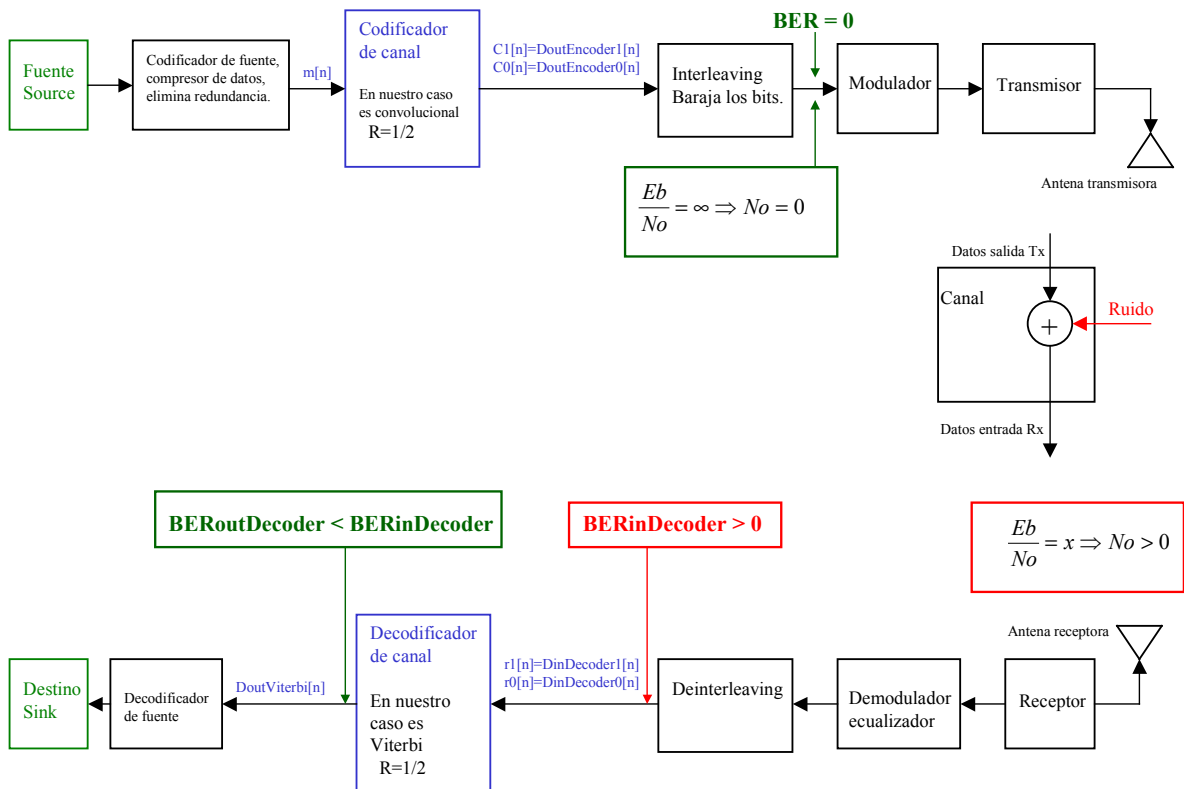 Fuente
Source
Codificador de fuente,
compresor de datos,
elimina redundancia.
m[n]
Codificador
de canal
En nuestro caso
es convolucional
R=1/2
C1[n]=DoutEncoder1[n]
C0[n]=DoutEncoder0[n]
Interleaving
Baraja los bits.
BER = 0
Modulador
Transmisor
Antena transmisora
Eb/No = ∞ ⇒ No = 0
Datos salida Tx
Canal
+
Ruido
Datos entrada Rx
BERoutDecoder < BERinDecoder
BERinDecoder > 0
Eb/No = x ⇒ No > 0
Destino
Sink
Decodificador
de fuente
DoutViterbi[n]
Decodificador
de canal
En nuestro
caso es
Viterbi
R=1/2
r1[n]=DinDecoder1[n]
r0[n]=DinDecoder0[n]
Deinterleaving
Demodulador
ecualizador
Receptor
Antena receptora